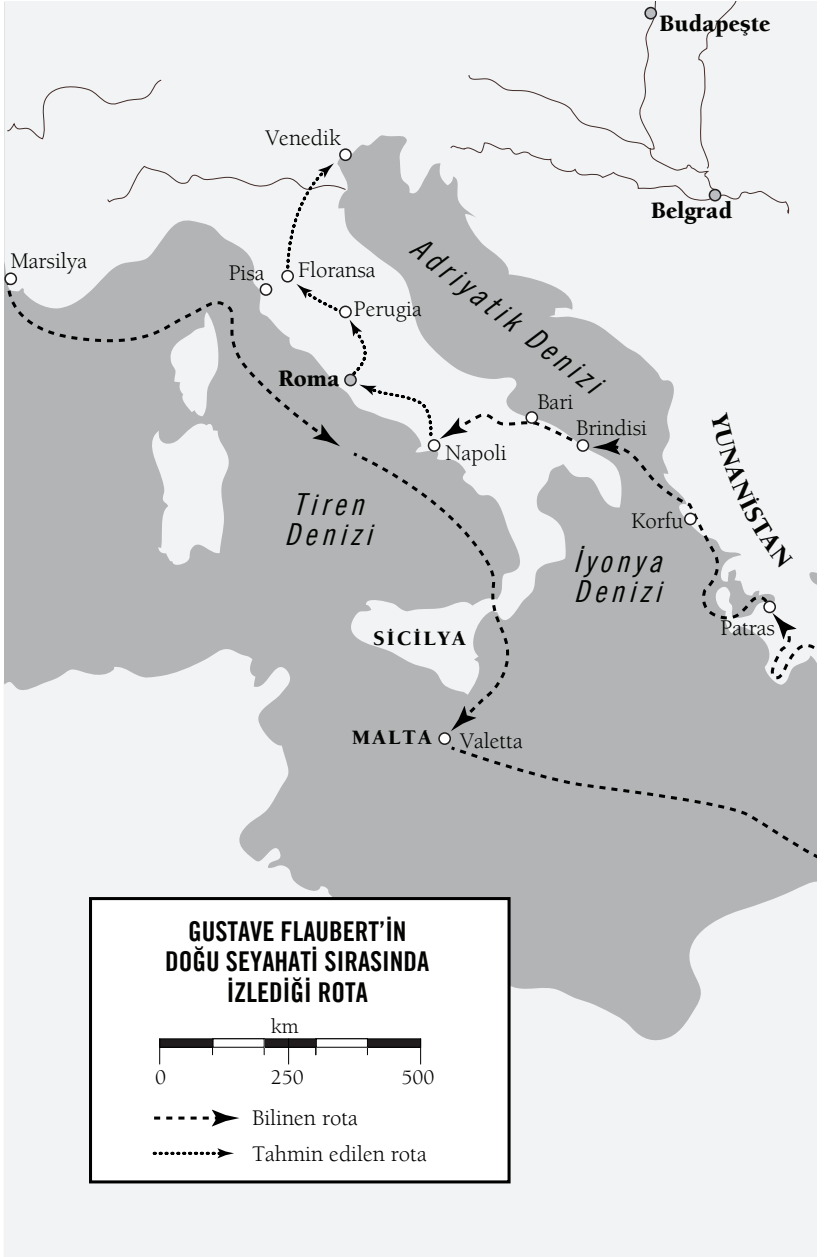 Budapeşte
Venedik
Belgrad
Marsilya
Pisa
Floransa
Adriyatik Denizi
Perugia
Roma
Bari
Brindisi
Napoli
YUNANİSTAN
Tiren
Denizi
Korfu
İyonya
Denizi
Patras
SİCİLYA
MALTA
Valetta
GUSTAVE FLAUBERT’İN
DOĞU SEYAHATİ SIRASINDA
İZLEDİĞİ ROTA
km
0 250 500
Bilinen rota
Tahmin edilen rota